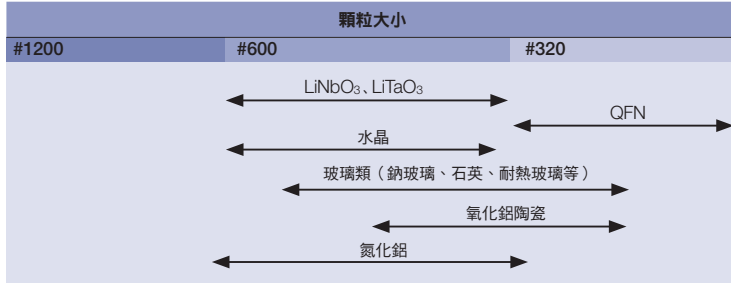 顆粒大小
#1200 #600 #320
LiNbO₃、LiTaO₃
QFN
水晶
玻璃類（鈉玻璃、石英、耐熱玻璃等）
氧化鋁陶瓷
氮化鋁